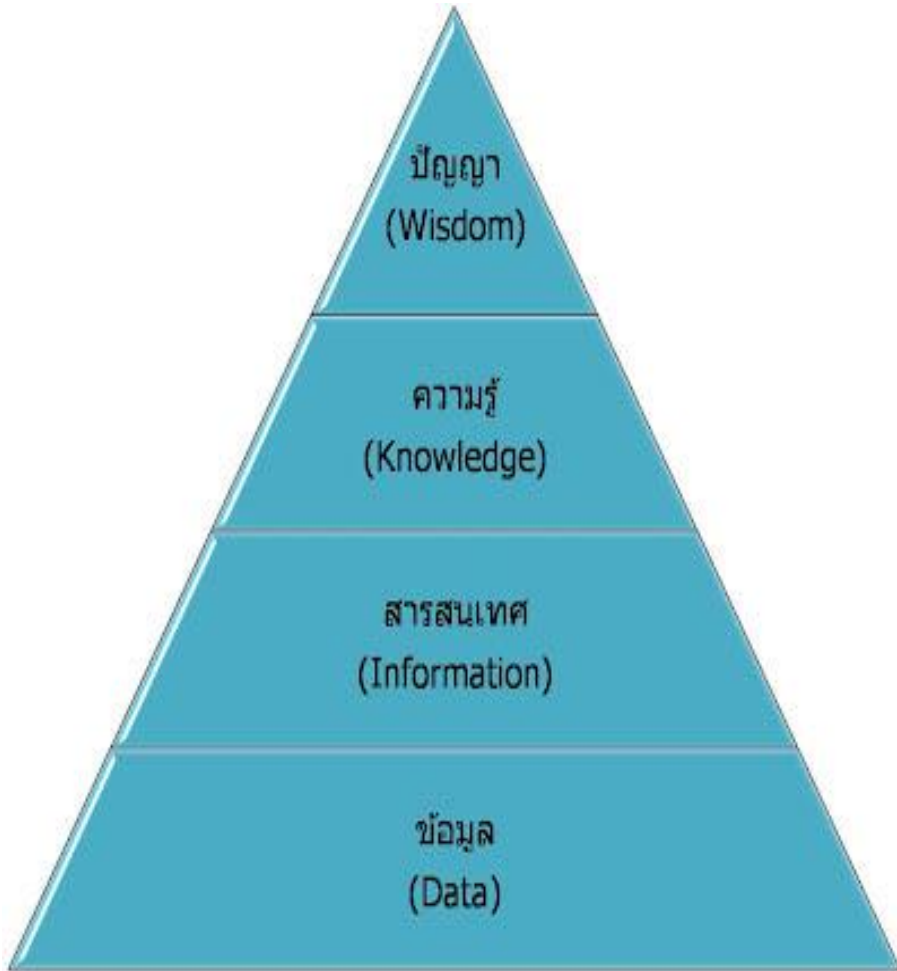 ปัญญา
(Wisdom)
ความรู้
(Knowledge)
สารสนเทศ
(Information)
ข้อมูล
(Data)